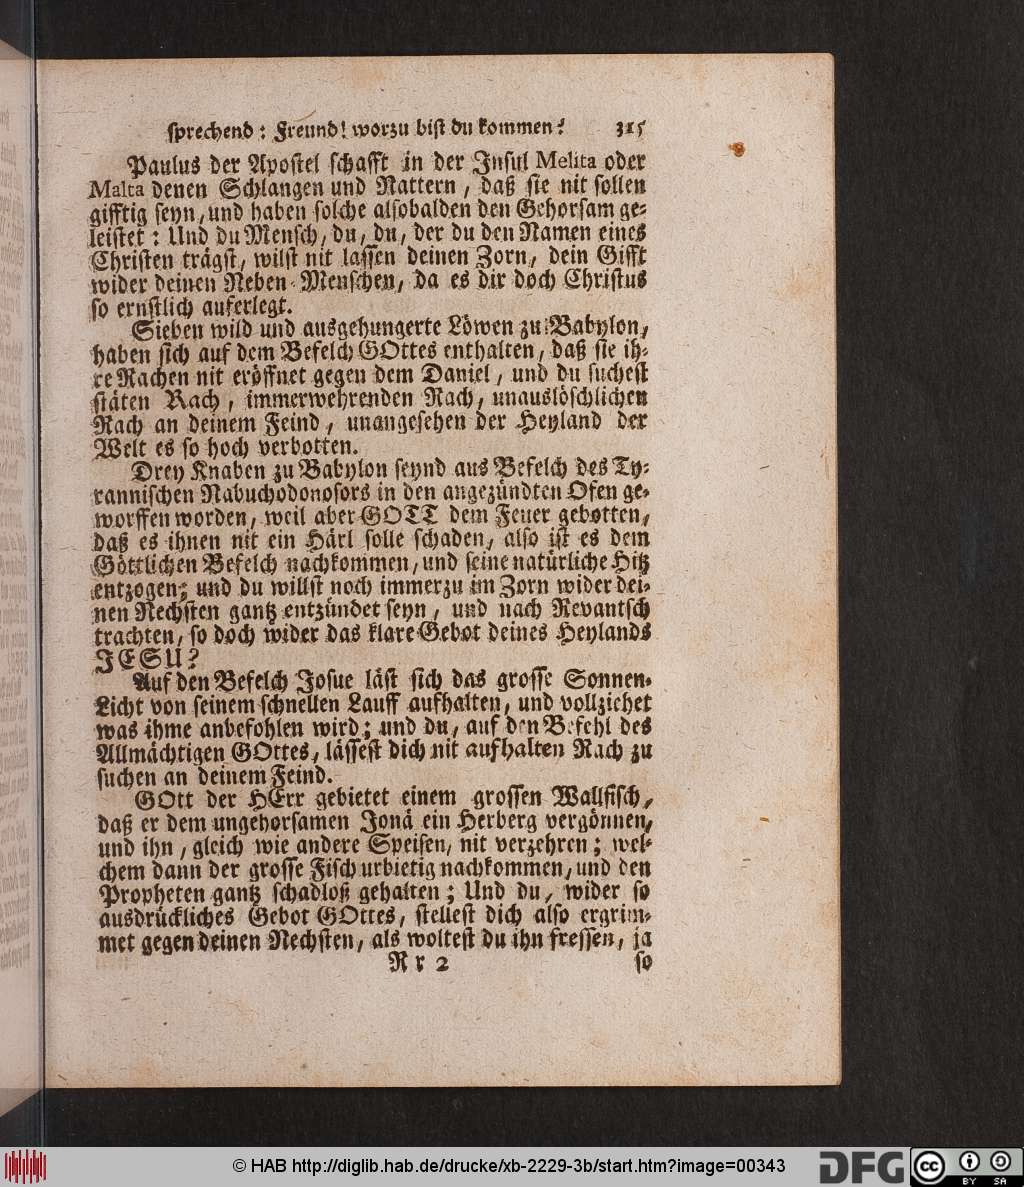 sprechend: Freund! worzu bist du kommen? 315
Paulus der Apostel schafft in der Insul Melita oder
Malta denen Schlangen und Nattern, daß sie nit sollen
gifftig seyn, und haben solche alsobalden den Gehorsam ge-
leistet: Und du Mensch, du, du, der du den Namen eines
Christen trägst, wilst nit lassen deinen Zorn, dein Gifft
wider deinen Neben-Menschen, da es dir doch Christus
so ernstlich auferlegt.
Sieben wild und ausgehungerte Löwen zu Babylon,
haben sich auf dem Befelch GOttes enthalten, daß sie ih-
re Rachen nit eröffnet gegen dem Daniel, und du suchest
stäten Rach, immerwehrenden Rach, unauslöschlichen
Rach an deinem Feind, unangesehen der Heyland der
Welt es so hoch verbotten.
Drey Knaben zu Babylon seynd aus Befelch des Ty-
rannischen Nabuchodonosors in den angezündten Ofen ge-
worffen worden, weil aber GOTT dem Feuer gebotten,
daß es ihnen nit ein Härl solle schaden, also ist es dem
Göttlichen Befelch nachkommen, und seine natürliche Hitz
entzogen; und du willst noch immerzu im Zorn wider dei-
nen Nechsten gantz entzündet seyn, und nach Revantsch
trachten, so doch wider das klare Gebot deines Heylands
JESU?
Auf den Befelch Josue läst sich das grosse Sonnen-
Licht von seinem schnellen Lauff aufhalten, und vollziehet
was ihme anbefohlen wird; und du, auf den Befehl des
Allmächtigen GOttes, lässest dich nit aufhalten Rach zu
suchen an deinem Feind.
GOtt der HErr gebietet einem grossen Wallfisch,
daß er dem ungehorsamen Jonä ein Herberg vergönnen,
und ihn, gleich wie andere Speisen, nit verzehren; wel-
chem dann der grosse Fisch urbietig nachkommen, und den
Propheten gantz schadloß gehalten; Und du, wider so
ausdrückliches Gebot GOttes, stellest dich also ergrim-
met gegen deinen Nechsten, als woltest du ihn fressen, ja
Rr 2 so
© HAB http://diglib.hab.de/drucke/xb-2229-3b/start.htm?image=00343 DFG cc BY SA